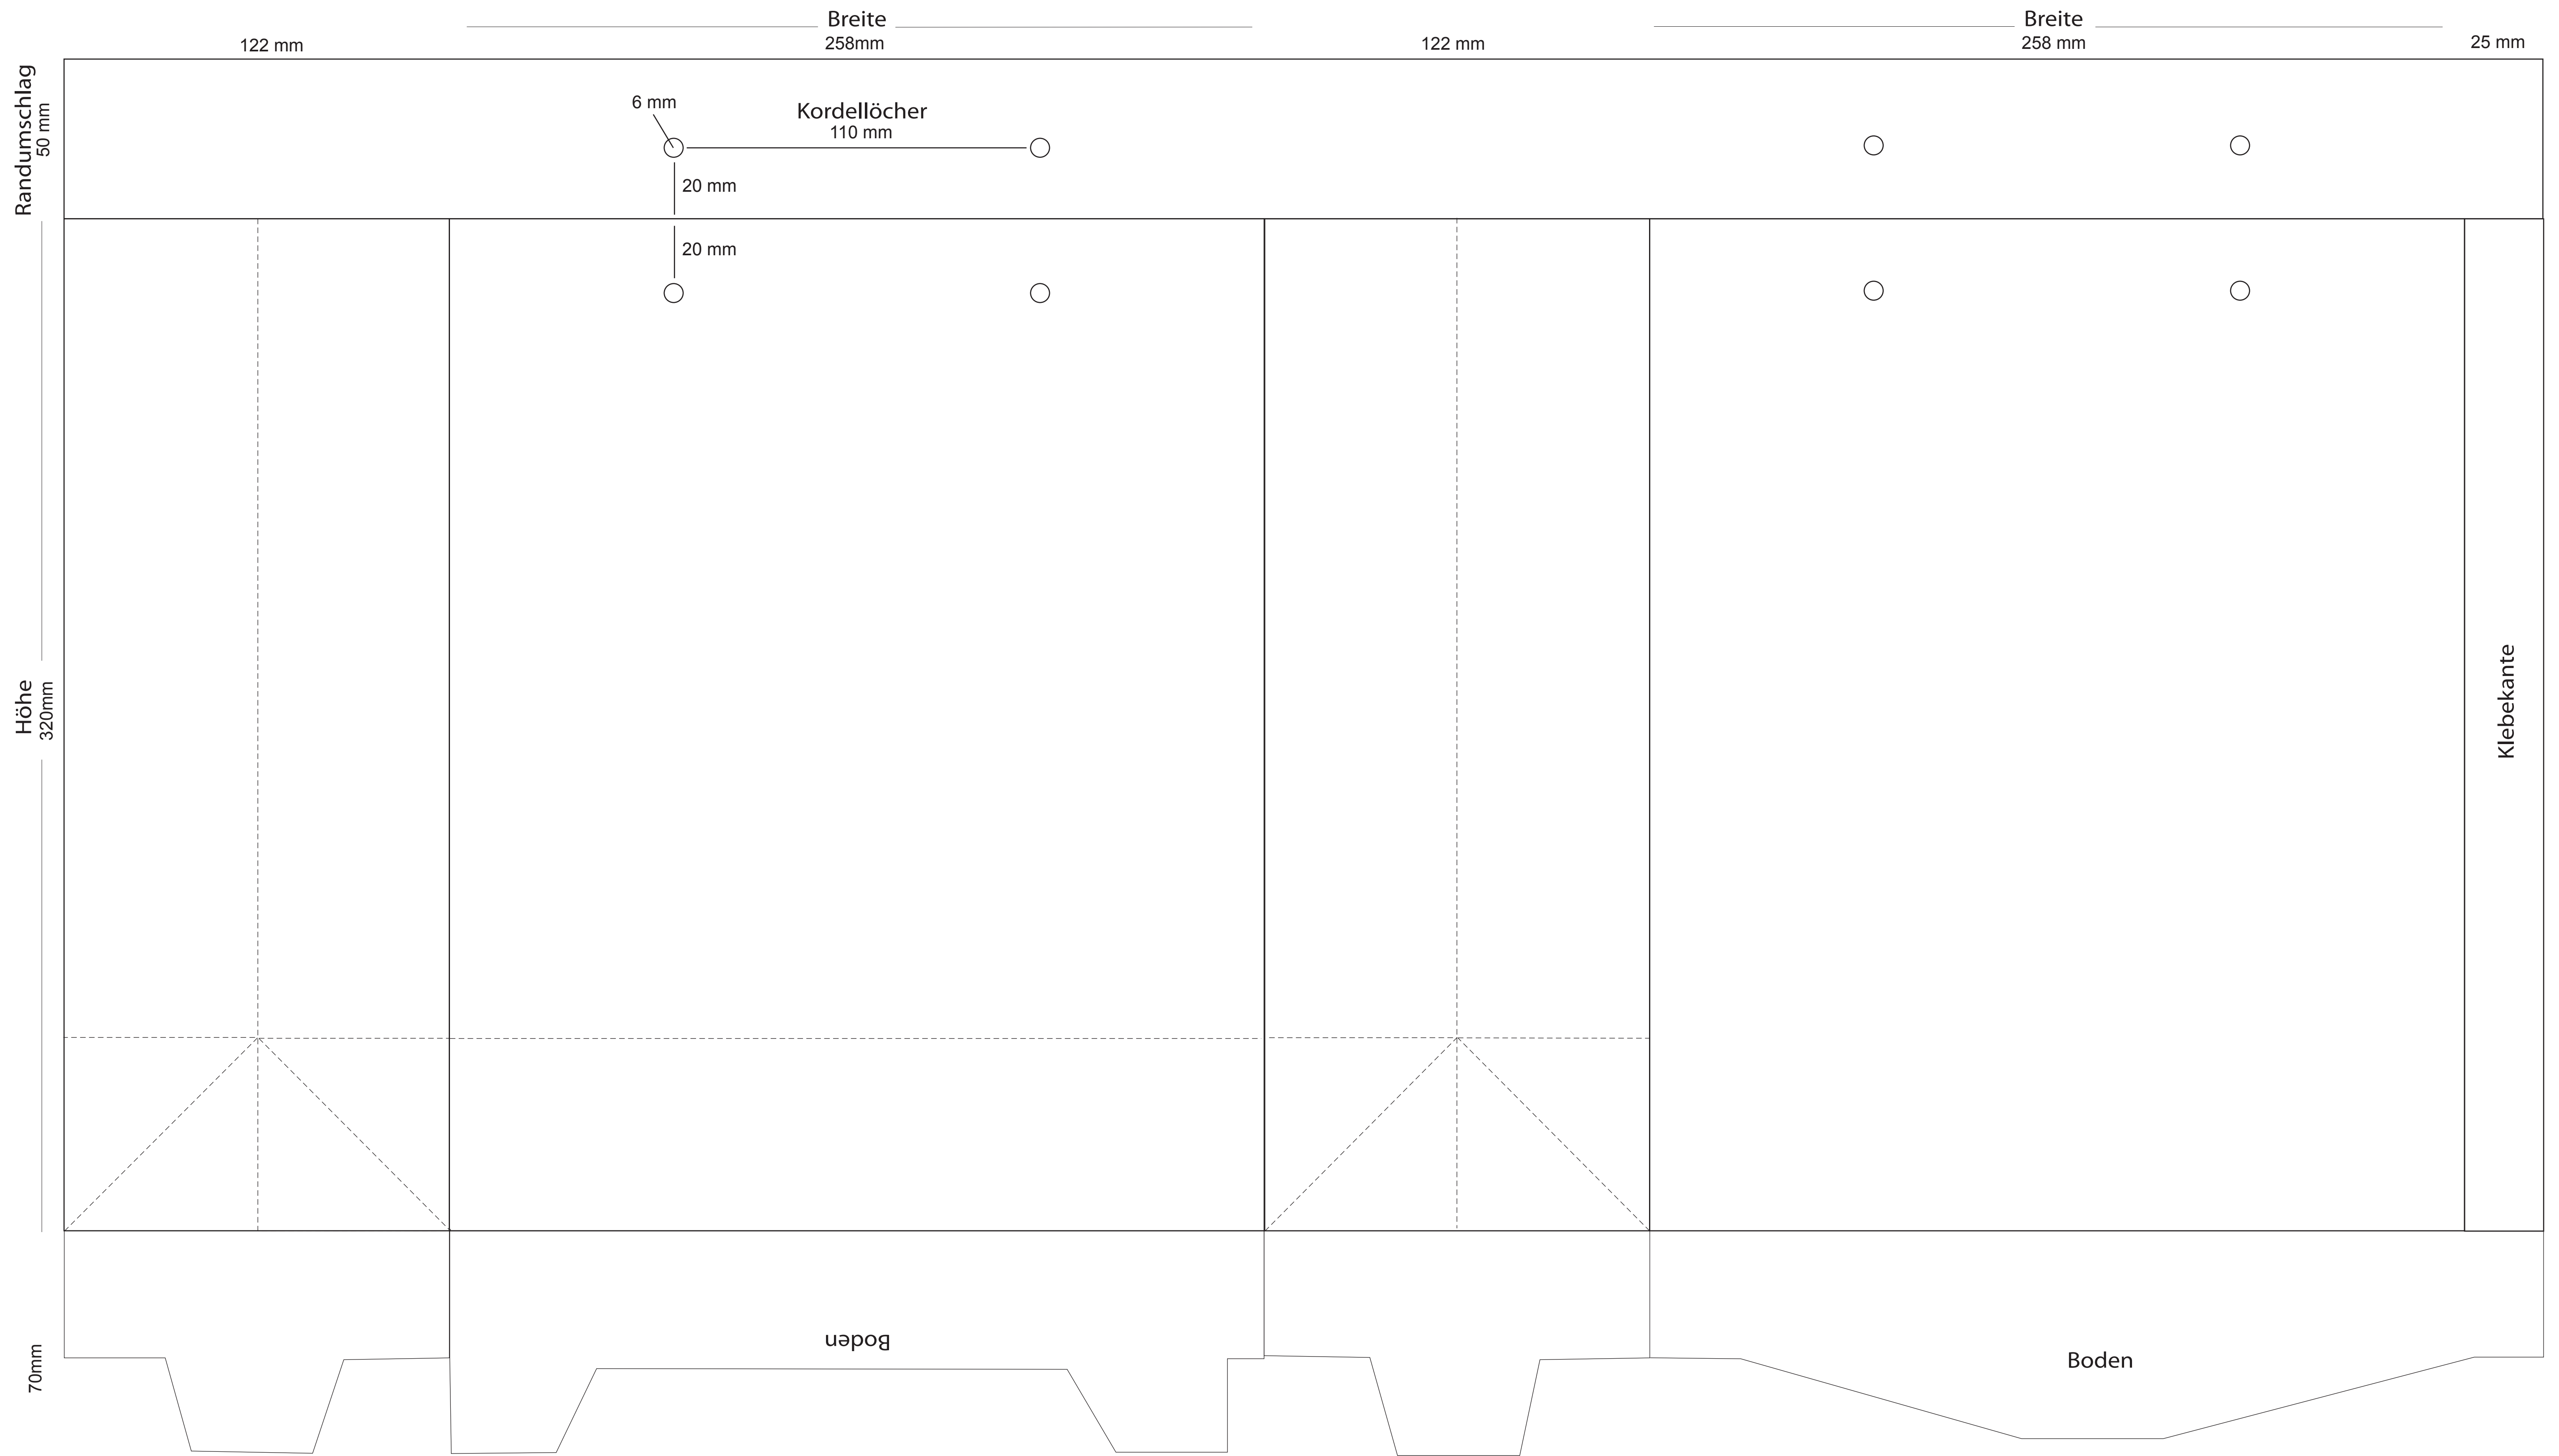 Breite
Breite
122 mm
258mm
122 mm
258 mm
25 mm
Randumschlag
50 mm
6 mm
Kordellöcher
110 mm
20 mm
20 mm
Höhe
320mm
Klebekante
Boden
Boden
70mm